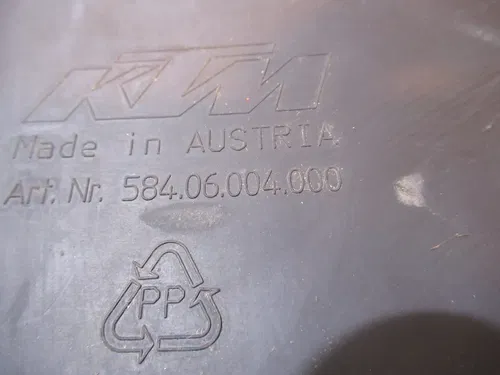 KTM
Made in AUSTRIA
Art. Nr. 584.06.004.000
PP